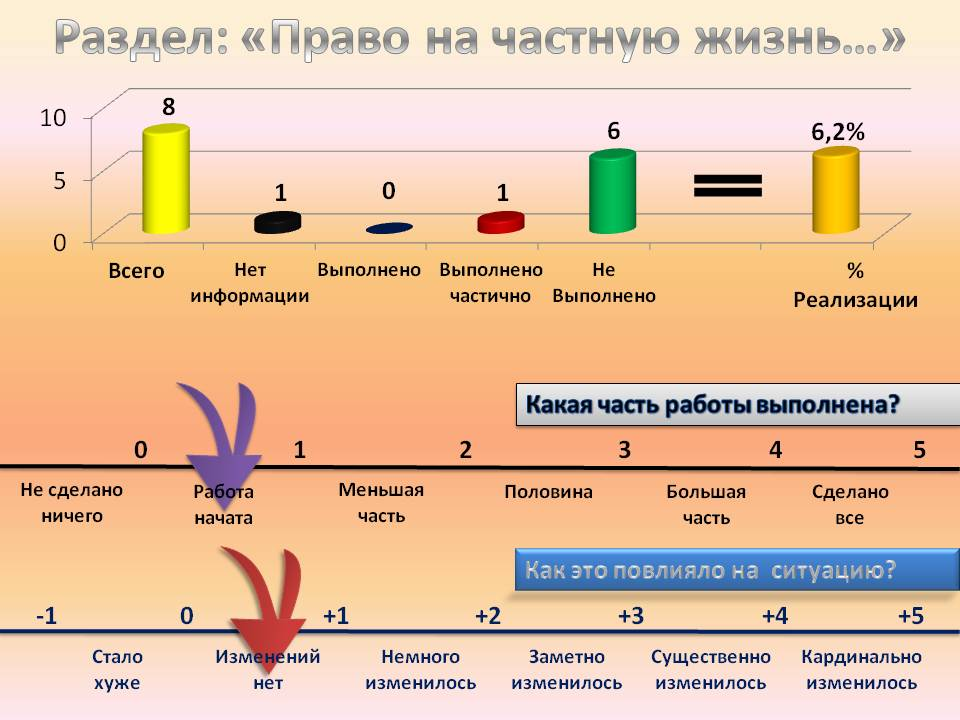 Раздел: «Право на частную жизнь…»
10
5
0
8
1
0
1
6
6,2%
Всего
Нет
информации
Выполнено
Выполнено
частично
Не
Выполнено
%
Реализации
Какая часть работы выполнена?
0 1 2 3 4 5
Не сделано
ничего
Работа
начата
Меньшая
часть
Половина
Большая
часть
Сделано
все
Как это повлияло на ситуацию?
-1 0 +1 +2 +3 +4 +5
Стало
хуже
Изменений
нет
Немного
изменилось
Заметно
изменилось
Существенно
изменилось
Кардинально
изменилось